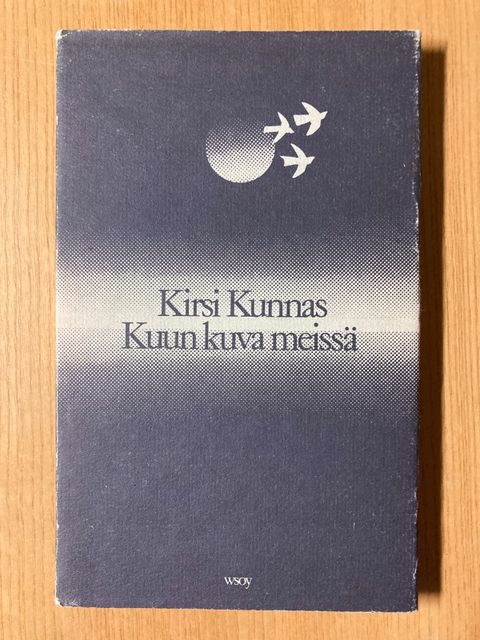 Kirsi Kunnas
Kuun kuva meissä
wsoy